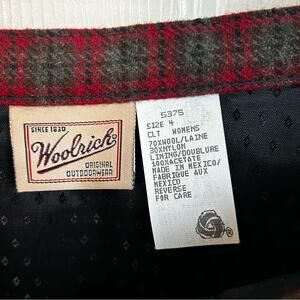 SINCE 1830
Woolrich
ORIGINAL
OUTDOORWEAR
5375
SIZE 4
CLT WOMENS
70%WOOL/LAINE
30%NYLON
LINING/DOUBLURE
100%ACETATE
MADE IN MEXICO/
FABRIQUE AUX
MEXICO
REVERSE
FOR CARE